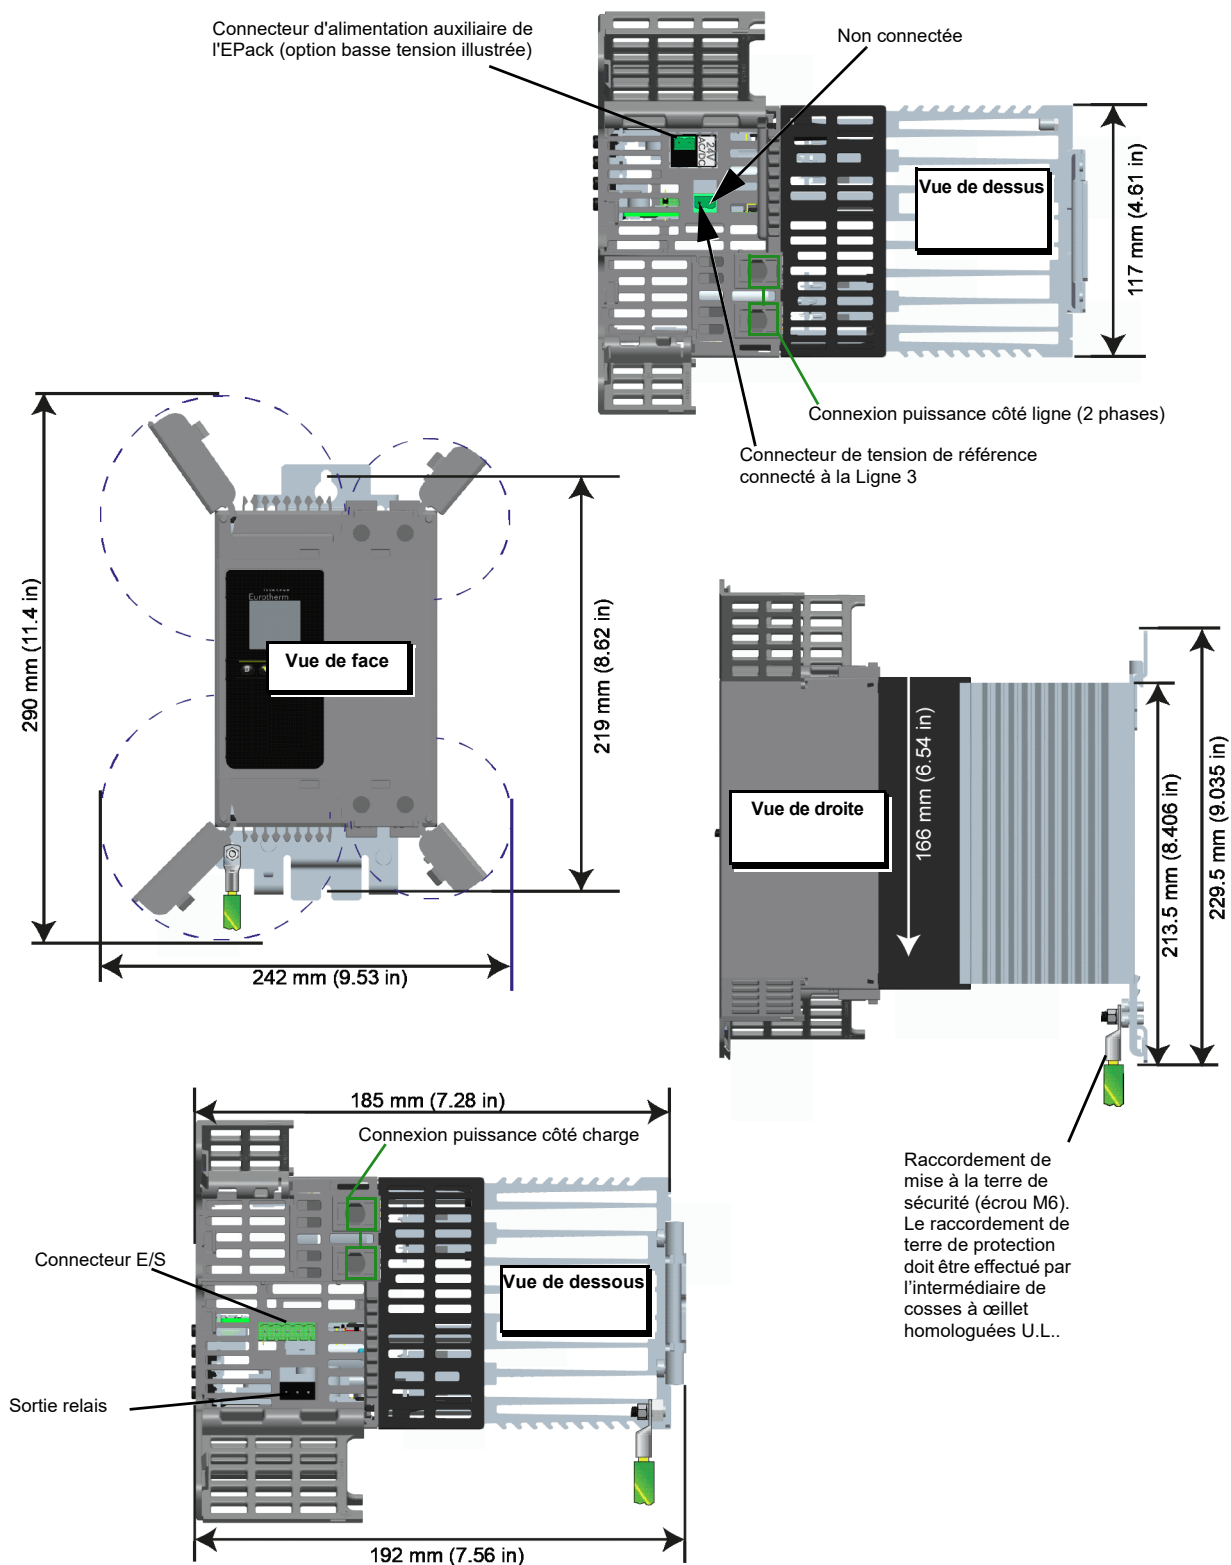 Connecteur d'alimentation auxiliaire de
l'EPack (option basse tension illustrée)
Non connectée
24V
AC/DC
Vue de dessus
117 mm (4.61 in)
Connexion puissance côté ligne (2 phases)
Connecteur de tension de référence
connecté à la Ligne 3
290 mm (11.4 in)
Eurotherm
Vue de face
219 mm (8.62 in)
242 mm (9.53 in)
166 mm (6.54 in)
Vue de droite
213.5 mm (8.406 in)
229.5 mm (9.035 in)
185 mm (7.28 in)
Connexion puissance côté charge
Connecteur E/S
Vue de dessous
Sortie relais
192 mm (7.56 in)
Raccordement de
mise à la terre de
sécurité (écrou M6).
Le raccordement de
terre de protection
doit être effectué par
l’intermédiaire de
cosses à œillet
homologuées U.L..